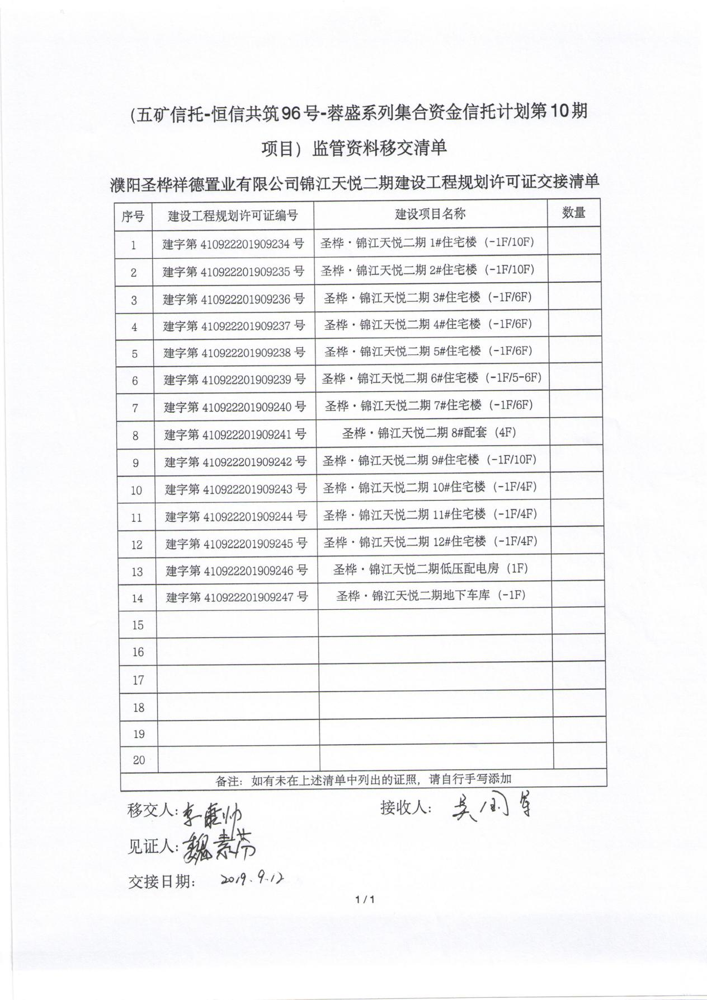 （五矿信托-恒信共筑96号-蓉盛系列集合资金信托计划第10期
项目）监管资料移交清单
濮阳圣桦祥德置业有限公司锦江天悦二期建设工程规划许可证交接清单
序号 建设工程规划许可证编号 建设项目名称 数量
1 建字第 410922201909234 号 圣桦·锦江天悦二期 1#住宅楼（-1F/10F）
2 建字第 410922201909235 号 圣桦·锦江天悦二期 2#住宅楼（-1F/10F）
3 建字第 410922201909236 号 圣桦·锦江天悦二期 3#住宅楼（-1F/6F）
4 建字第 410922201909237 号 圣桦·锦江天悦二期 4#住宅楼（-1F/6F）
5 建字第 410922201909238 号 圣桦·锦江天悦二期 5#住宅楼（-1F/6F）
6 建字第 410922201909239 号 圣桦·锦江天悦二期 6#住宅楼（-1F/5-6F）
7 建字第 410922201909240 号 圣桦·锦江天悦二期 7#住宅楼（-1F/6F）
8 建字第 410922201909241 号 圣桦·锦江天悦二期 8#配套（4F）
9 建字第 410922201909242 号 圣桦·锦江天悦二期 9#住宅楼（-1F/10F）
10 建字第 410922201909243 号 圣桦·锦江天悦二期 10#住宅楼（-1F/4F）
11 建字第 410922201909244 号 圣桦·锦江天悦二期 11#住宅楼（-1F/4F）
12 建字第 410922201909245 号 圣桦·锦江天悦二期 12#住宅楼（-1F/4F）
13 建字第 410922201909246 号 圣桦·锦江天悦二期低压配电房（1F）
14 建字第 410922201909247 号 圣桦·锦江天悦二期地下车库（-1F）
15
16
17
18
19
20
备注：如有未在上述清单中列出的证照，请自行手写添加
移交人: 李 帅 接收人：吴国军
见证人: 魏素芬
交接日期： 2019.9.12
1 / 1